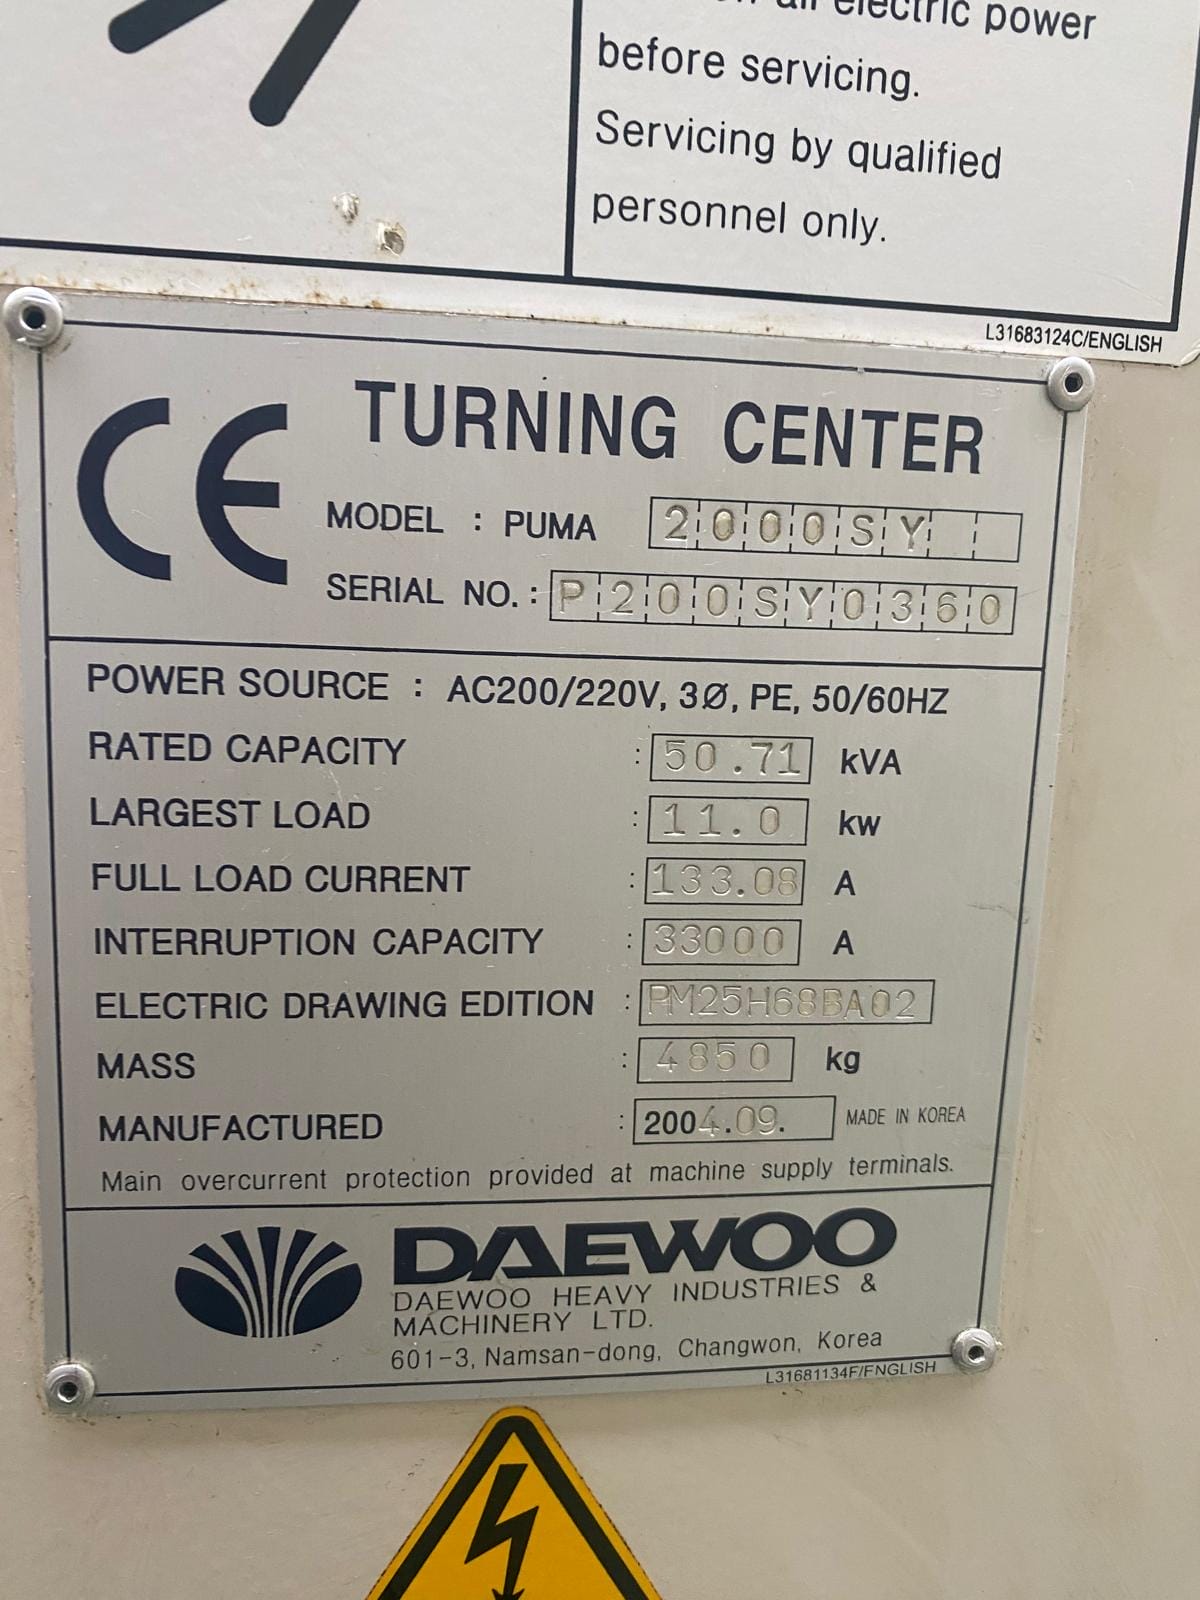 all electric power
before servicing.
Servicing by qualified
personnel only.
L31683124C/ENGLISH
CE TURNING CENTER
MODEL : PUMA 2000SY
SERIAL NO. : P200SY0360
POWER SOURCE : AC200/220V, 3Ø, PE, 50/60HZ
RATED CAPACITY : 50.71 kVA
LARGEST LOAD : 11.0 kw
FULL LOAD CURRENT : 133.08 A
INTERRUPTION CAPACITY : 33000 A
ELECTRIC DRAWING EDITION : PM25H68BA02
MASS : 4850 kg
MANUFACTURED : 2004.09. MADE IN KOREA
Main overcurrent protection provided at machine supply terminals.
DAEWOO
DAEWOO HEAVY INDUSTRIES &
MACHINERY LTD.
601-3, Namsan-dong, Changwon, Korea
L31681134F/ENGLISH